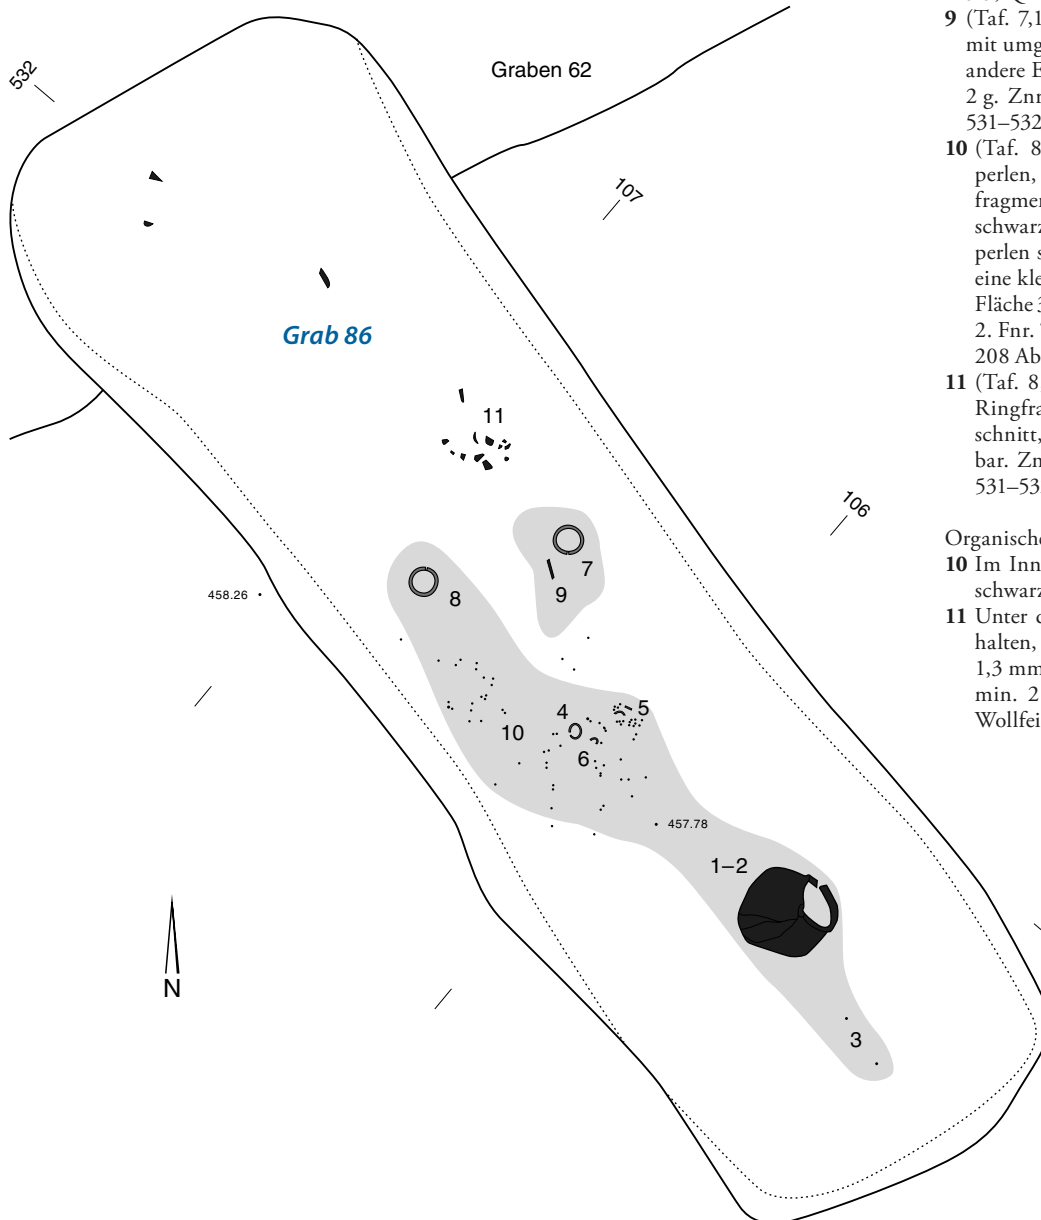 532
Graben 62
107
Grab 86
11
106
7
9
8
458.26
4
5
10
6
457.78
1–2
N
3
9 (Taf. 7,1
mit umg
andere E
2 g. Znr
531–532
10 (Taf. 8
perlen,
fragmer
schwarz
perlen s
eine kle
Fläche 3
2. Fnr.
208 Ab
11 (Taf. 8
Ringfra
schnitt,
bar. Zn
531–53
Organische
10 Im Inn
schwarz
11 Unter d
halten,
1,3 mm
min. 2
Wollfei